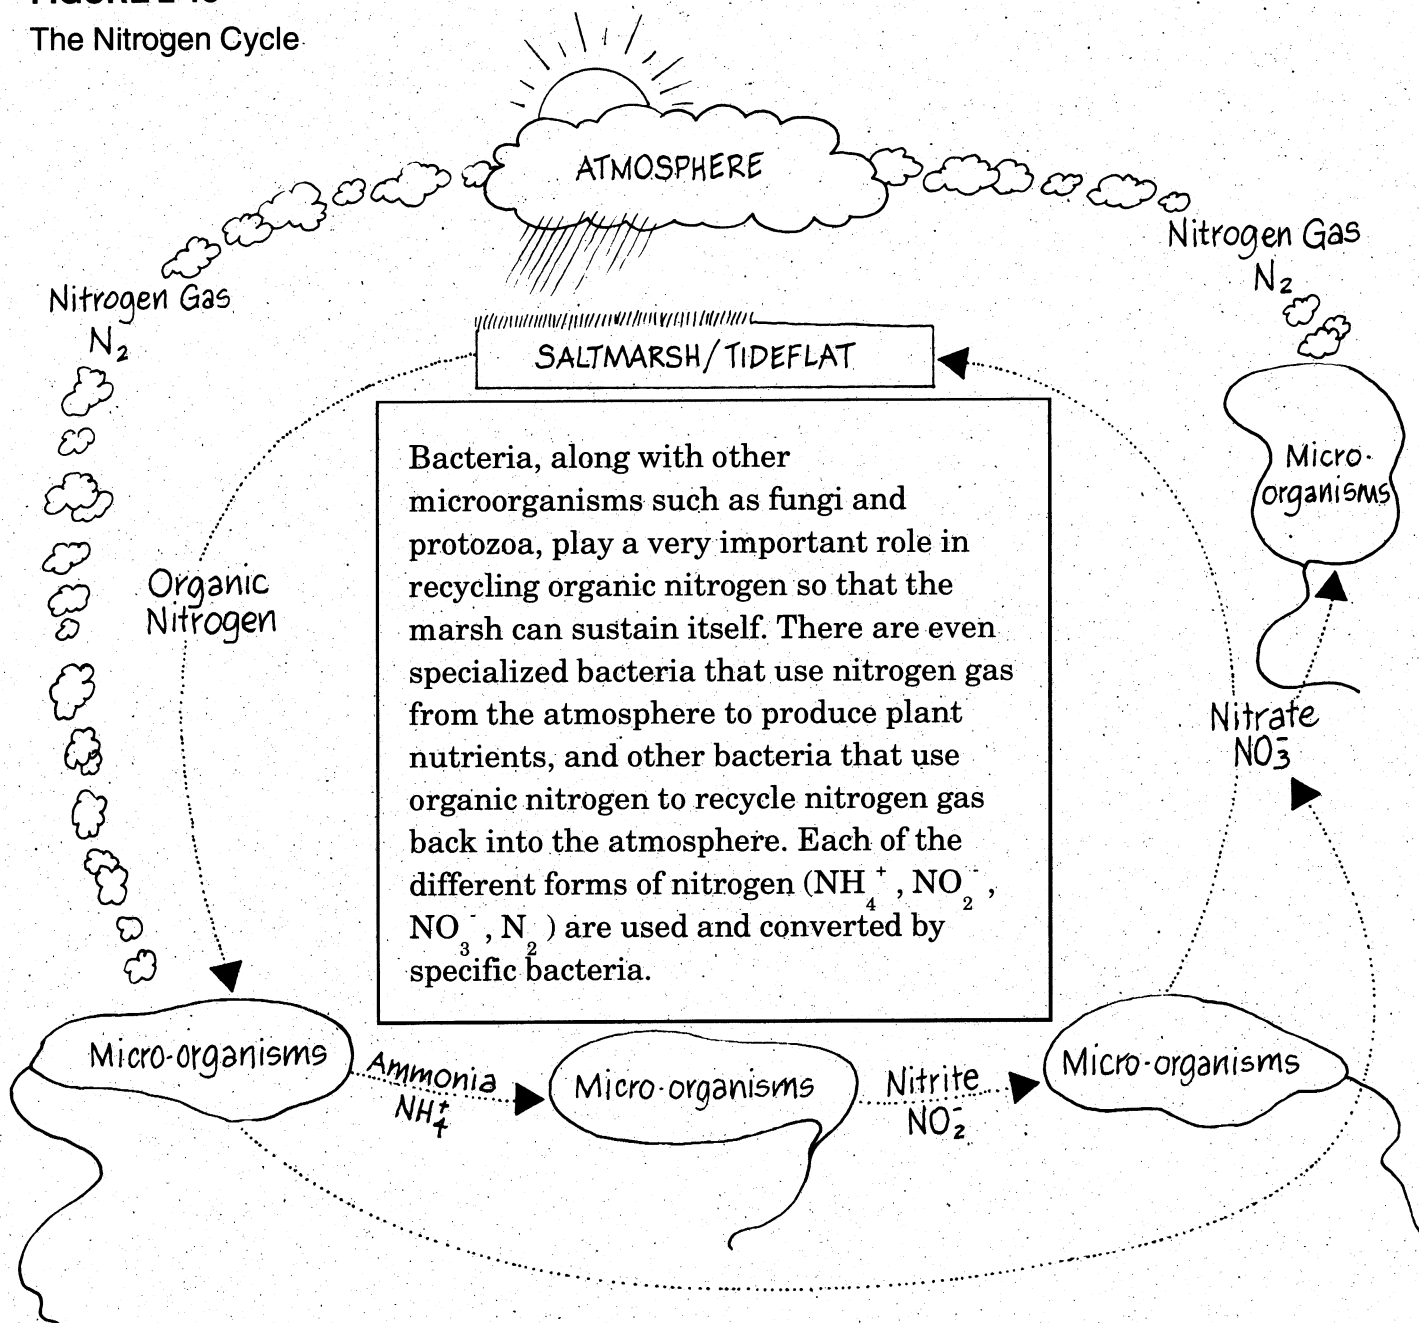 The Nitrogen Cycle
ATMOSPHERE
Nitrogen Gas
N₂
Nitrogen Gas
N₂
SALTMARSH/TIDEFLAT
Bacteria, along with other
microorganisms such as fungi and
protozoa, play a very important role in
recycling organic nitrogen so that the
marsh can sustain itself. There are even
specialized bacteria that use nitrogen gas
from the atmosphere to produce plant
nutrients, and other bacteria that use
organic nitrogen to recycle nitrogen gas
back into the atmosphere. Each of the
different forms of nitrogen (NH₄⁺, NO₂⁻,
NO₃⁻, N₂) are used and converted by
specific bacteria.
Micro-
organisms
Organic
Nitrogen
Nitrate
NO₃⁻
Micro-organisms
Ammonia
NH₄⁺
Micro-organisms
Nitrite
NO₂⁻
Micro-organisms